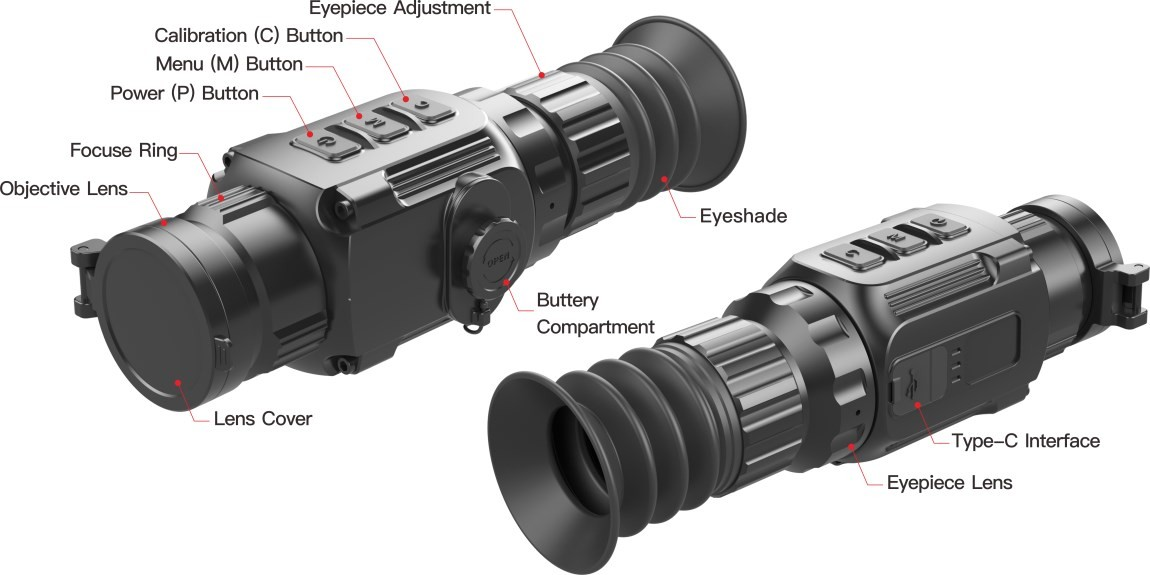 Eyepiece Adjustment
Calibration (C) Button
Menu (M) Button
Power (P) Button
Focuse Ring
Objective Lens
Eyeshade
OPEN
Buttery
Compartment
Lens Cover
Type-C Interface
Eyepiece Lens